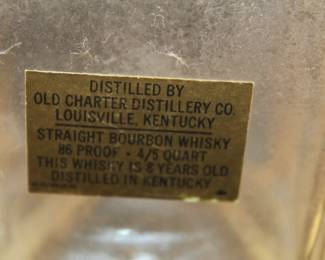 DISTILLED BY
OLD CHARTER DISTILLERY CO.
LOUISVILLE, KENTUCKY
STRAIGHT BOURBON WHISKY
86 PROOF • 4/5 QUART
THIS WHISKY IS 8 YEARS OLD
DISTILLED IN KENTUCKY